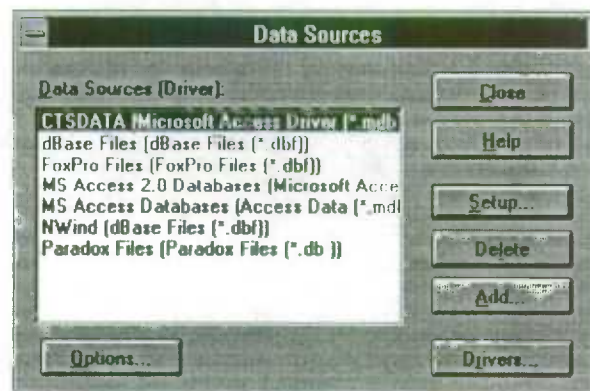 Data Sources
Data Sources (Driver):
CTSDATA (Microsoft Access Driver (*.mdb
dBase Files (dBase Files (*.dbf))
FoxPro Files (FoxPro Files (*.dbf))
MS Access 2.0 Databases (Microsoft Acce
MS Access Databases (Access Data (*.mdl
NWind (dBase Files (*.dbf))
Paradox Files (Paradox Files (*.db ))
Close
Help
Setup...
Delete
Add...
Options...
Drivers...